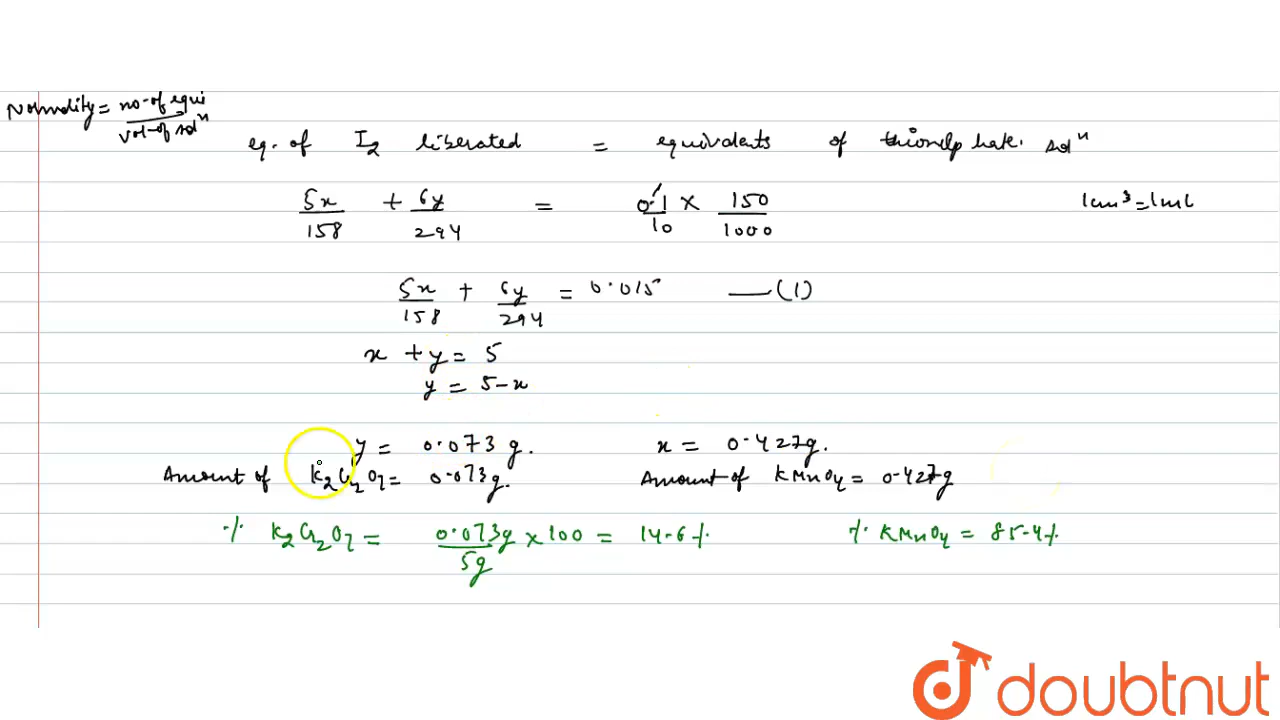 Normality = no-of equi / vol-of solⁿ
eq. of I₂ liberated = equivalents of solⁿ
5x/158 + 6y/294 = 0.1/10 × 150/1000
1cm³ = 1mL
5x/158 + 6y/294 = 0.015 —(1)
x + y = 5
y = 5-x
y = 0.073 g. x = 0.427g.
Amount of K₂Cr₂O₇ = 0.073g. Amount of KMnO₄ = 0.427g
% K₂Cr₂O₇ = 0.073g/5g × 100 = 14.6% % KMnO₄ = 85.4%
doubtnut